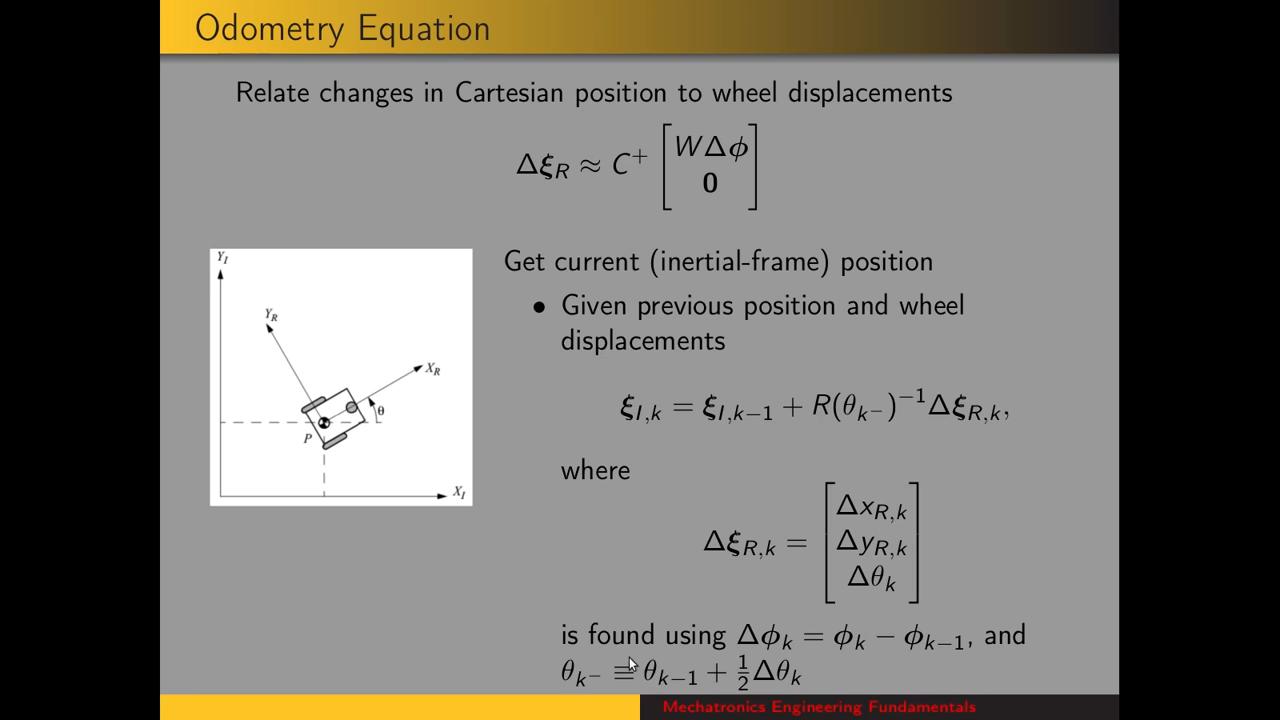 Odometry Equation
Relate changes in Cartesian position to wheel displacements
Δξ_R ≈ C⁺ [WΔϕ
0]
Y_I
Y_R
X_R
θ
P
X_I
Get current (inertial-frame) position
• Given previous position and wheel
displacements
ξ_{I,k} = ξ_{I,k−1} + R(θ_{k⁻})⁻¹Δξ_{R,k},
where
Δξ_{R,k} = [Δx_{R,k}
Δy_{R,k}
Δθ_k]
is found using Δϕ_k = ϕ_k − ϕ_{k−1}, and
θ_{k⁻} ≡ θ_{k−1} + ½Δθ_k
Mechatronics Engineering Fundamentals